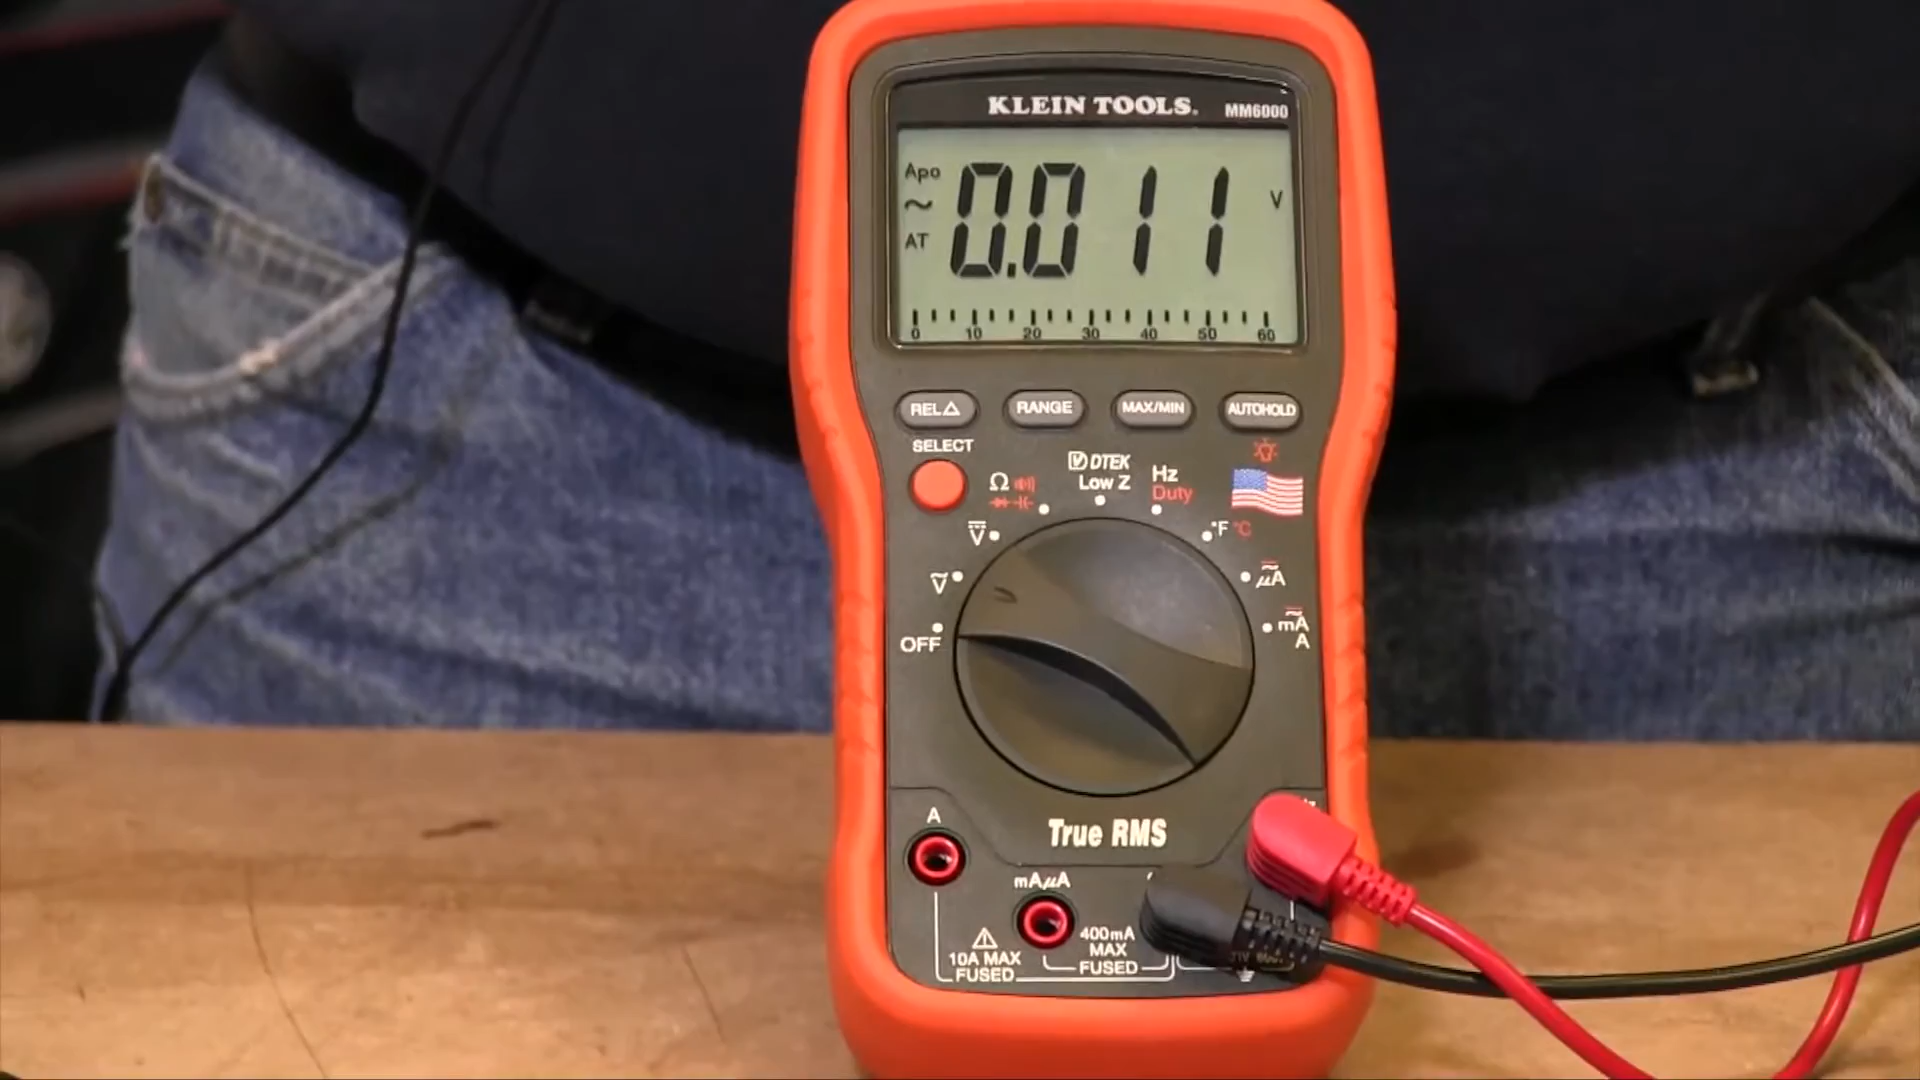 KLEIN TOOLS® MM6000
Apo
~
AT
0.011 V
0 10 20 30 40 50 60
REL△ RANGE MAX/MIN AUTOHOLD
SELECT
Ω
DTEK
Low Z
Hz
Duty
°F °C
V
V
OFF
µA
mA
A
True RMS
A
mAµA
400mA
MAX
FUSED
10A MAX
FUSED